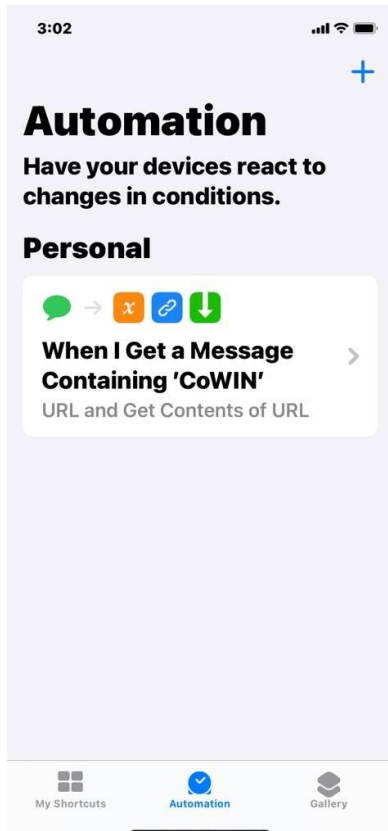 3:02
Automation
Have your devices react to
changes in conditions.
Personal
x
When I Get a Message
Containing ’CoWIN’
URL and Get Contents of URL
My Shortcuts
Automation
Gallery